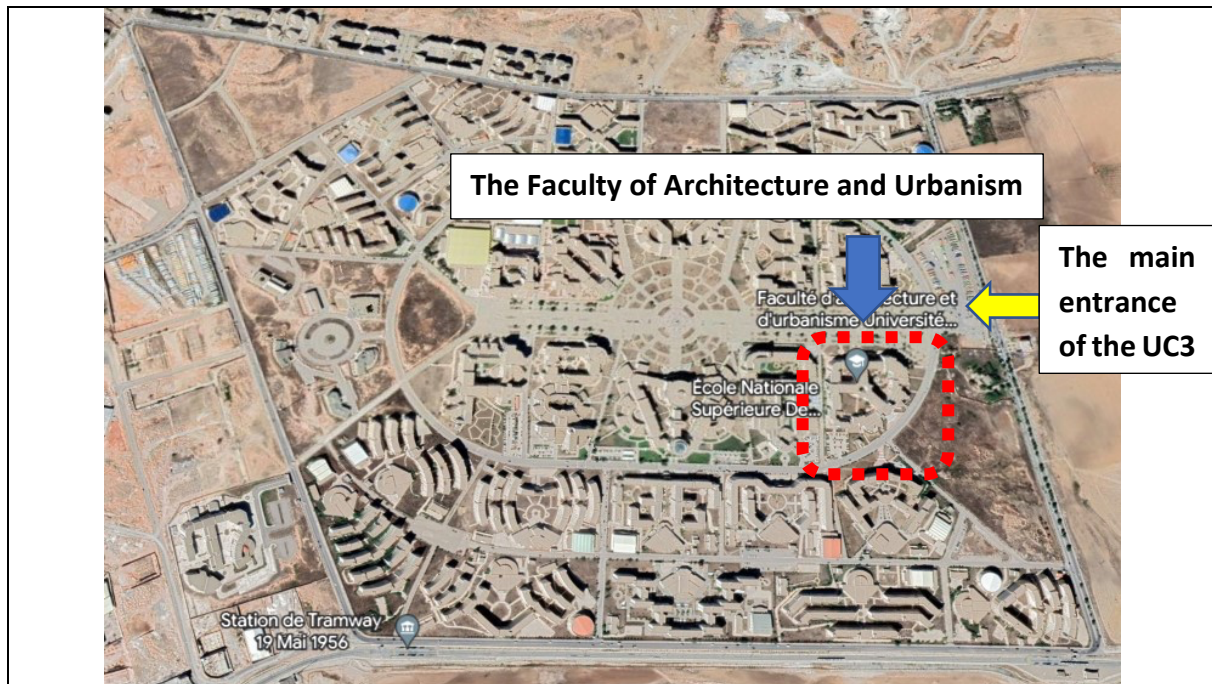 The Faculty of Architecture and Urbanism
The main
entrance
of the UC3
Faculté d'a ecture et
d'urbanisme Université...
École Nationale
Supérieure De...
Station de Tramway
19 Mai 1956